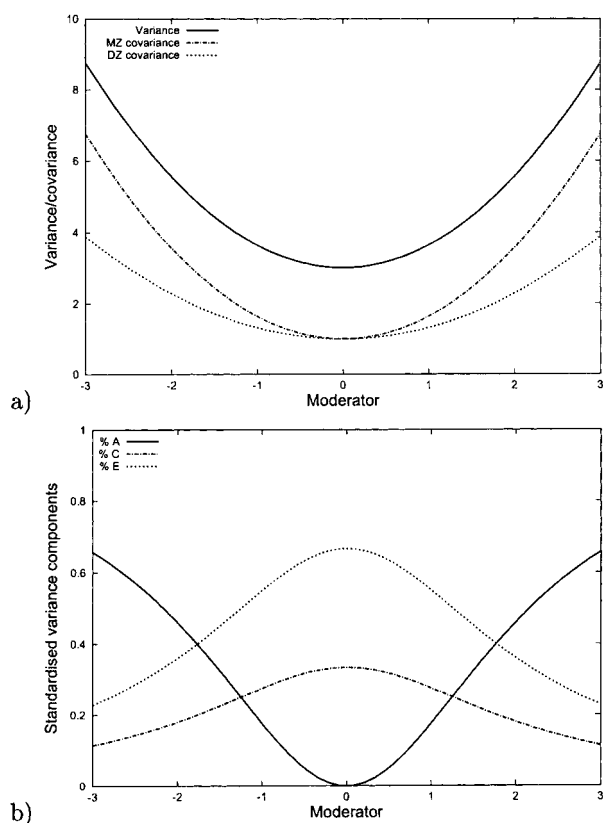 Variance
MZ covariance
DZ covariance
Variance/covariance
10
8
6
4
2
0
-3
-2
-1
0
1
2
3
Moderator
a)
% A
% C
% E
Standardised variance components
1
0.8
0.6
0.4
0.2
0
-3
-2
-1
0
1
2
3
Moderator
b)